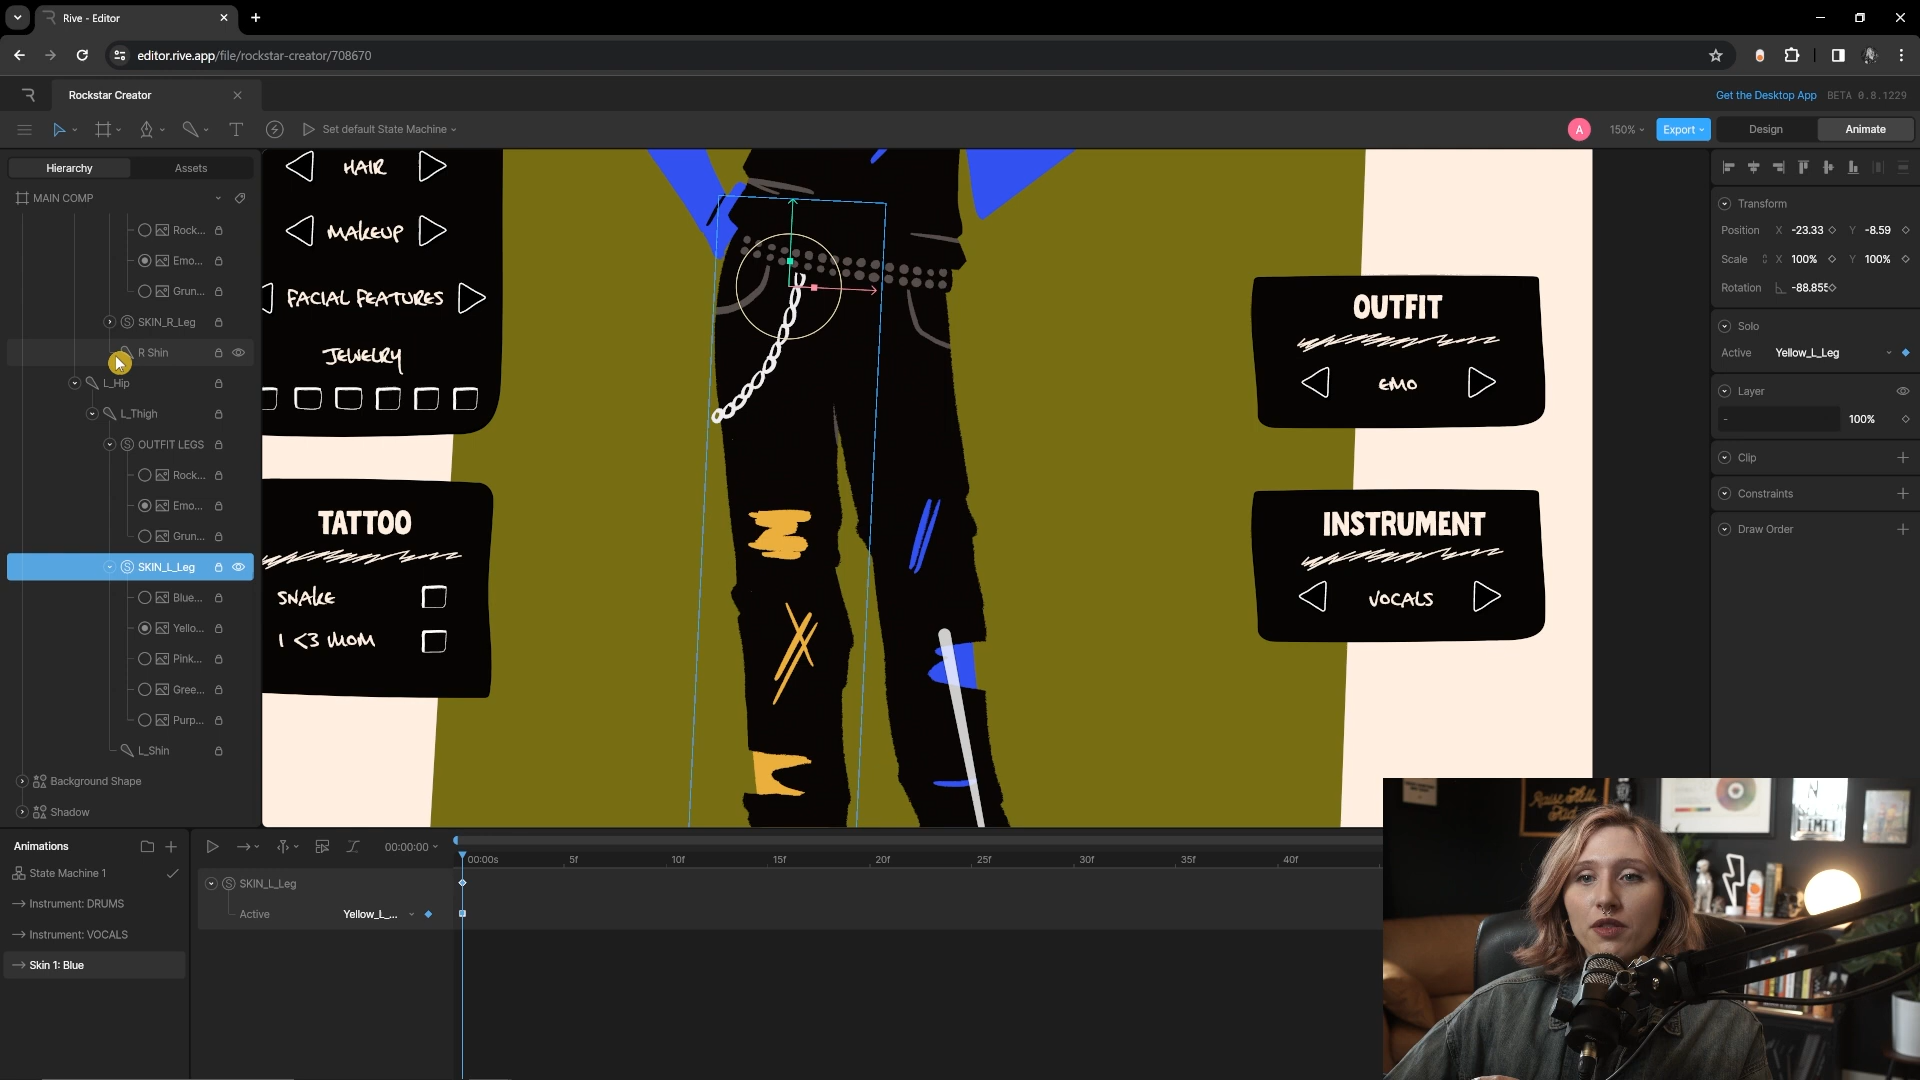 Rive - Editor
editor.rive.app/file/rockstar-creator/708670
Rockstar Creator
Get the Desktop App
BETA 0.8.1229
Set default State Machine
A
150%
Export
Design
Animate
Hierarchy
Assets
MAIN COMP
Rock...
Emo...
Grun...
SKIN_R_Leg
R Shin
L_Hip
L_Thigh
OUTFIT LEGS
Rock...
Emo...
Grun...
SKIN_L_Leg
Blue...
Yello...
Pink...
Gree...
Purp...
L_Shin
Background Shape
Shadow
HAIR
MAKEUP
FACIAL FEATURES
JEWELRY
TATTOO
SNAKE
I <3 MOM
OUTFIT
EMO
INSTRUMENT
VOCALS
Transform
Position X -23.33 Y -8.59
Scale X 100% Y 100%
Rotation -88.855
Solo
Active Yellow_L_Leg
Layer
- 100%
Clip
Constraints
Draw Order
Animations
State Machine 1
Instrument: DRUMS
Instrument: VOCALS
Skin 1: Blue
00:00:00
00:00s 5f 10f 15f 20f 25f 30f 35f 40f
SKIN_L_Leg
Active Yellow_L_...